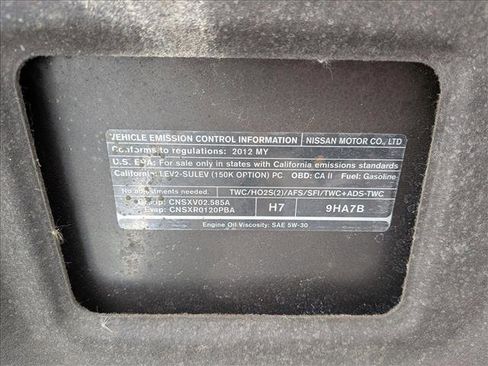 VEHICLE EMISSION CONTROL INFORMATION NISSAN MOTOR CO., LTD
Conforms to regulations: 2012 MY
U.S. EPA: For sale only in states with California emissions standards
California: LEV2-SULEV (150K OPTION) PC OBD: CA II Fuel: Gasoline
No adjustments needed. TWC/HO2S(2)/AFS/SFI/TWC+ADS-TWC
Group: CNSXV02.585A
Evap: CNSXR0120PBA H7 9HA7B
Engine Oil Viscosity: SAE 5W-30